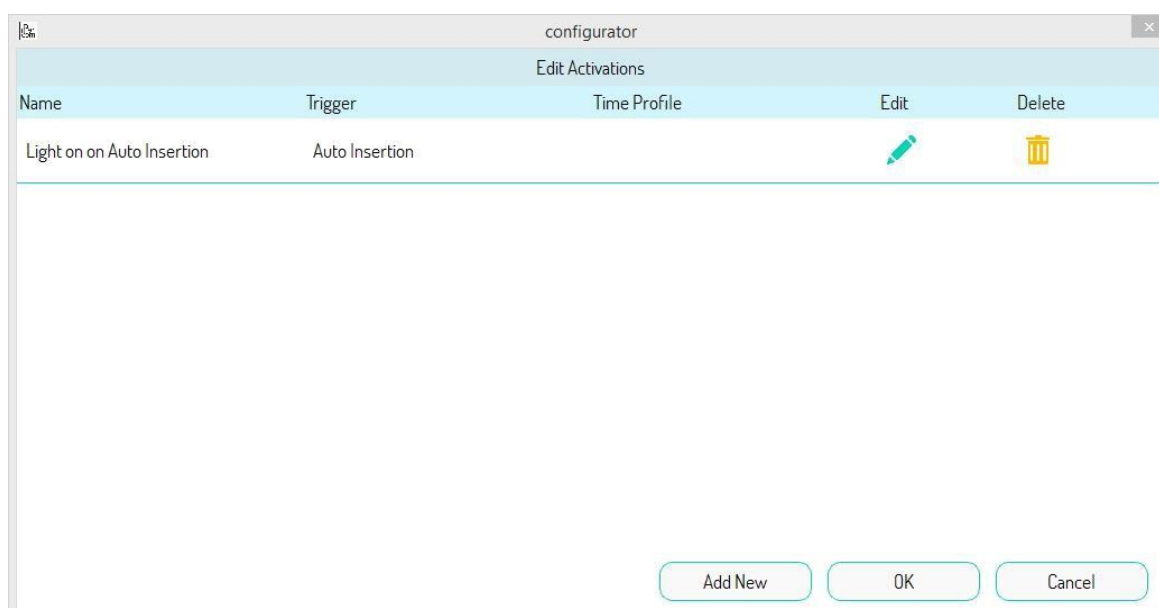 configurator
Edit Activations
Name Trigger Time Profile Edit Delete
Light on on Auto Insertion Auto Insertion
Add New OK Cancel